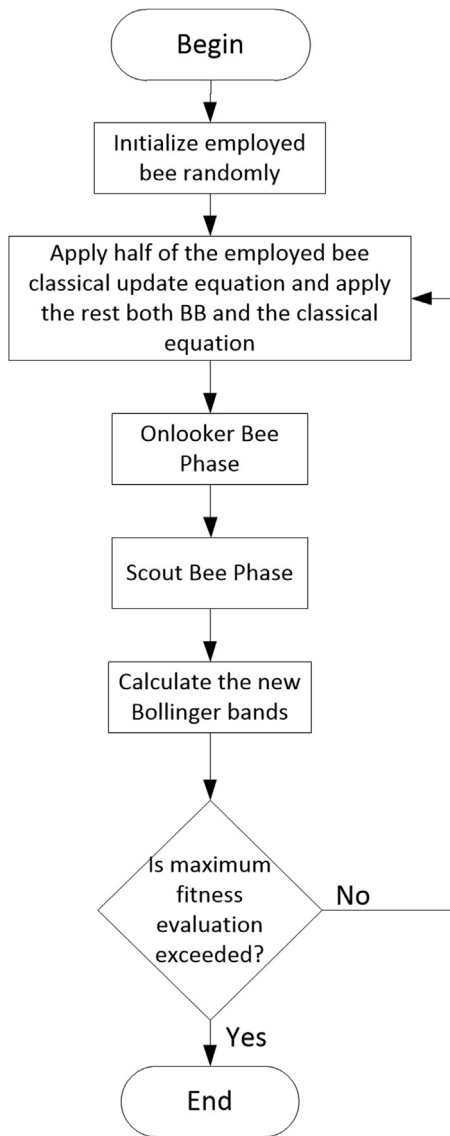 Begin
Initialize employed
bee randomly
Apply half of the employed bee
classical update equation and apply
the rest both BB and the classical
equation
Onlooker Bee
Phase
Scout Bee Phase
Calculate the new
Bollinger bands
Is maximum
fitness
evaluation
exceeded?
No
Yes
End